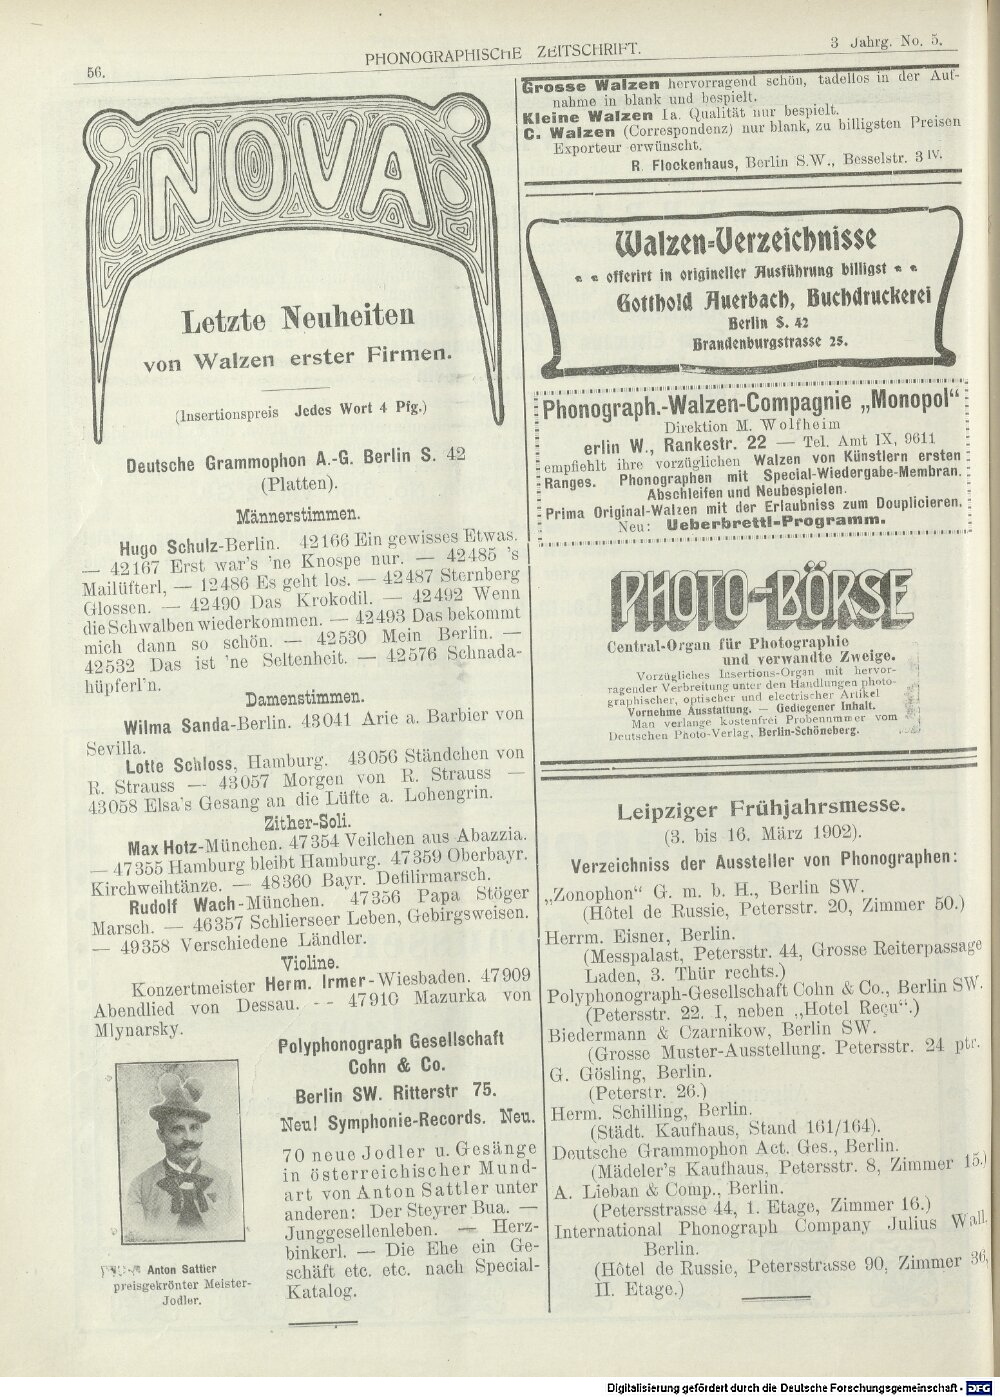 56.
PHONOGRAPHISCHE ZEITSCHRIFT.
3 Jahrg. No. 5.
NOVA
Letzte Neuheiten
von Walzen erster Firmen.
(Insertionspreis Jedes Wort 4 Pfg.)
Deutsche Grammophon A.-G. Berlin S. 42
(Platten).
Männerstimmen.
Hugo Schulz-Berlin. 42166 Ein gewisses Etwas.
— 42167 Erst war's 'ne Knospe nur. — 42485 's
Mailüfterl, — 12486 Es geht los. — 42487 Sternberg
Glossen. — 42490 Das Krokodil. — 42492 Wenn
die Schwalben wiederkommen. — 42493 Das bekommt
mich dann so schön. — 42530 Mein Berlin. —
42532 Das ist 'ne Seltenheit. — 42576 Schnada-
hüpferl'n.
Damenstimmen.
Wilma Sanda-Berlin. 43041 Arie a. Barbier von
Sevilla.
Lotte Schloss, Hamburg. 43056 Ständchen von
R. Strauss — 43057 Morgen von R. Strauss —
43058 Elsa's Gesang an die Lüfte a. Lohengrin.
Zither-Soli.
Max Hotz-München. 47354 Veilchen aus Abazzia.
— 47355 Hamburg bleibt Hamburg. 47359 Oberbayr.
Kirchweihtänze. — 48360 Bayr. Defilirmarsch.
Rudolf Wach-München. 47356 Papa Stöger
Marsch. — 46357 Schlierseer Leben, Gebirgsweisen.
— 49358 Verschiedene Ländler.
Violine.
Konzertmeister Herm. Irmer-Wiesbaden. 47909
Abendlied von Dessau. - - 47910 Mazurka von
Mlynarsky.
Anton Sattler
preisgekrönter Meister-
Jodler.
Polyphonograph Gesellschaft
Cohn & Co.
Berlin SW. Ritterstr 75.
Neu! Symphonie-Records. Neu.
70 neue Jodler u. Gesänge
in österreichischer Mund-
art von Anton Sattler unter
anderen: Der Steyrer Bua. —
Junggesellenleben. — Herz-
binkerl. — Die Ehe ein Ge-
schäft etc. etc. nach Special-
Katalog.
Grosse Walzen hervorragend schön, tadellos in der Auf-
nahme in blank und bespielt.
Kleine Walzen Ia. Qualität nur bespielt.
C. Walzen (Correspondenz) nur blank, zu billigsten Preisen
Exporteur erwünscht.
R. Flockenhaus, Berlin S.W., Besselstr. 3 IV.
Walzen-Verzeichnisse
offerirt in origineller Ausführung billigst
Gotthold Auerbach, Buchdruckerei
Berlin S. 42
Brandenburgstrasse 25.
Phonograph.-Walzen-Compagnie „Monopol“
Direktion M. Wolfheim
erlin W., Rankestr. 22 — Tel. Amt IX, 9611
empfiehlt ihre vorzüglichen Walzen von Künstlern ersten
Ranges. Phonographen mit Special-Wiedergabe-Membran.
Abschleifen und Neubespielen.
Prima Original-Walzen mit der Erlaubniss zum Douplicieren.
Neu: Ueberbrettl-Programm.
PHOTO-BÖRSE
Central-Organ für Photographie
und verwandte Zweige.
Vorzügliches Insertions-Organ mit hervor-
ragender Verbreitung unter den Handlungen photo-
graphischer, optischer und electrischer Artikel
Vornehme Ausstattung. — Gediegener Inhalt.
Man verlange kostenfrei Probenummer vom
Deutschen Photo-Verlag, Berlin-Schöneberg.
Leipziger Frühjahrsmesse.
(3. bis 16. März 1902).
Verzeichniss der Aussteller von Phonographen:
„Zonophon“ G. m. b. H., Berlin SW.
(Hôtel de Russie, Petersstr. 20, Zimmer 50.)
Herrm. Eisner, Berlin.
(Messpalast, Petersstr. 44, Grosse Reiterpassage
Laden, 3. Thür rechts.)
Polyphonograph-Gesellschaft Cohn & Co., Berlin SW.
(Petersstr. 22. I, neben „Hotel Reçu“.)
Biedermann & Czarnikow, Berlin SW.
(Grosse Muster-Ausstellung. Petersstr. 24 ptr.
G. Gösling, Berlin.
(Peterstr. 26.)
Herm. Schilling, Berlin.
(Städt. Kaufhaus, Stand 161/164).
Deutsche Grammophon Act. Ges., Berlin.
(Mädeler's Kaufhaus, Petersstr. 8, Zimmer 15.)
A. Lieban & Comp., Berlin.
(Petersstrasse 44, 1. Etage, Zimmer 16.)
International Phonograph Company Julius Wall,
Berlin.
(Hôtel de Russie, Petersstrasse 90, Zimmer 36,
II. Etage.)
Digitalisierung gefördert durch die Deutsche Forschungsgemeinschaft - DFG